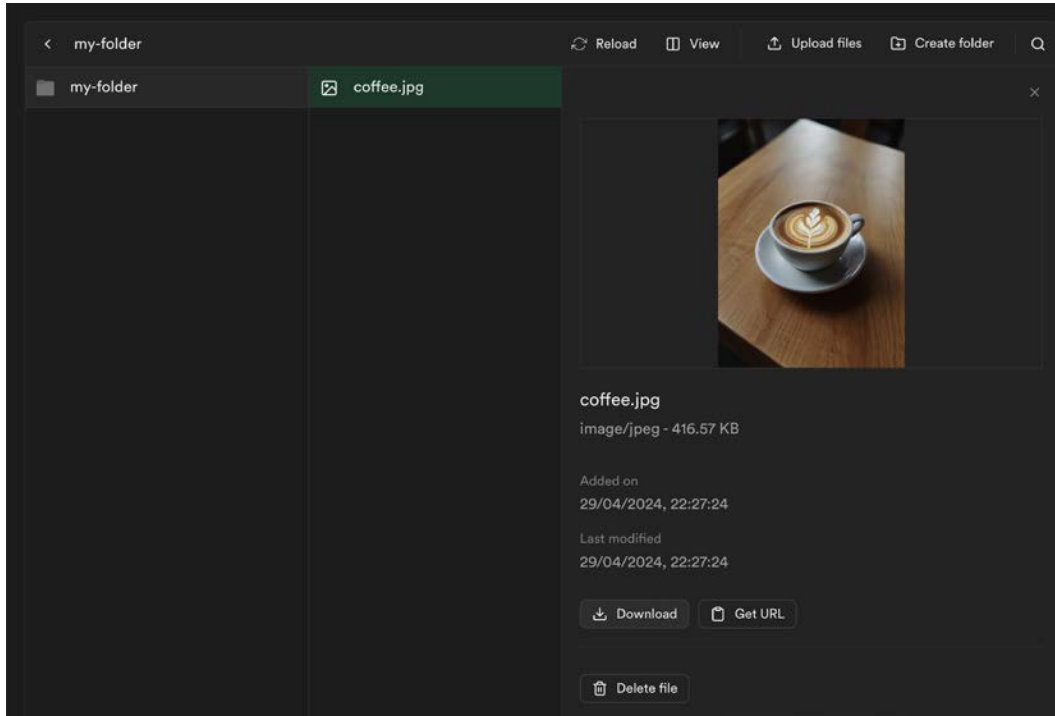 my-folder Reload View Upload files Create folder
my-folder coffee.jpg
coffee.jpg
image/jpeg - 416.57 KB
Added on
29/04/2024, 22:27:24
Last modified
29/04/2024, 22:27:24
Download Get URL
Delete file